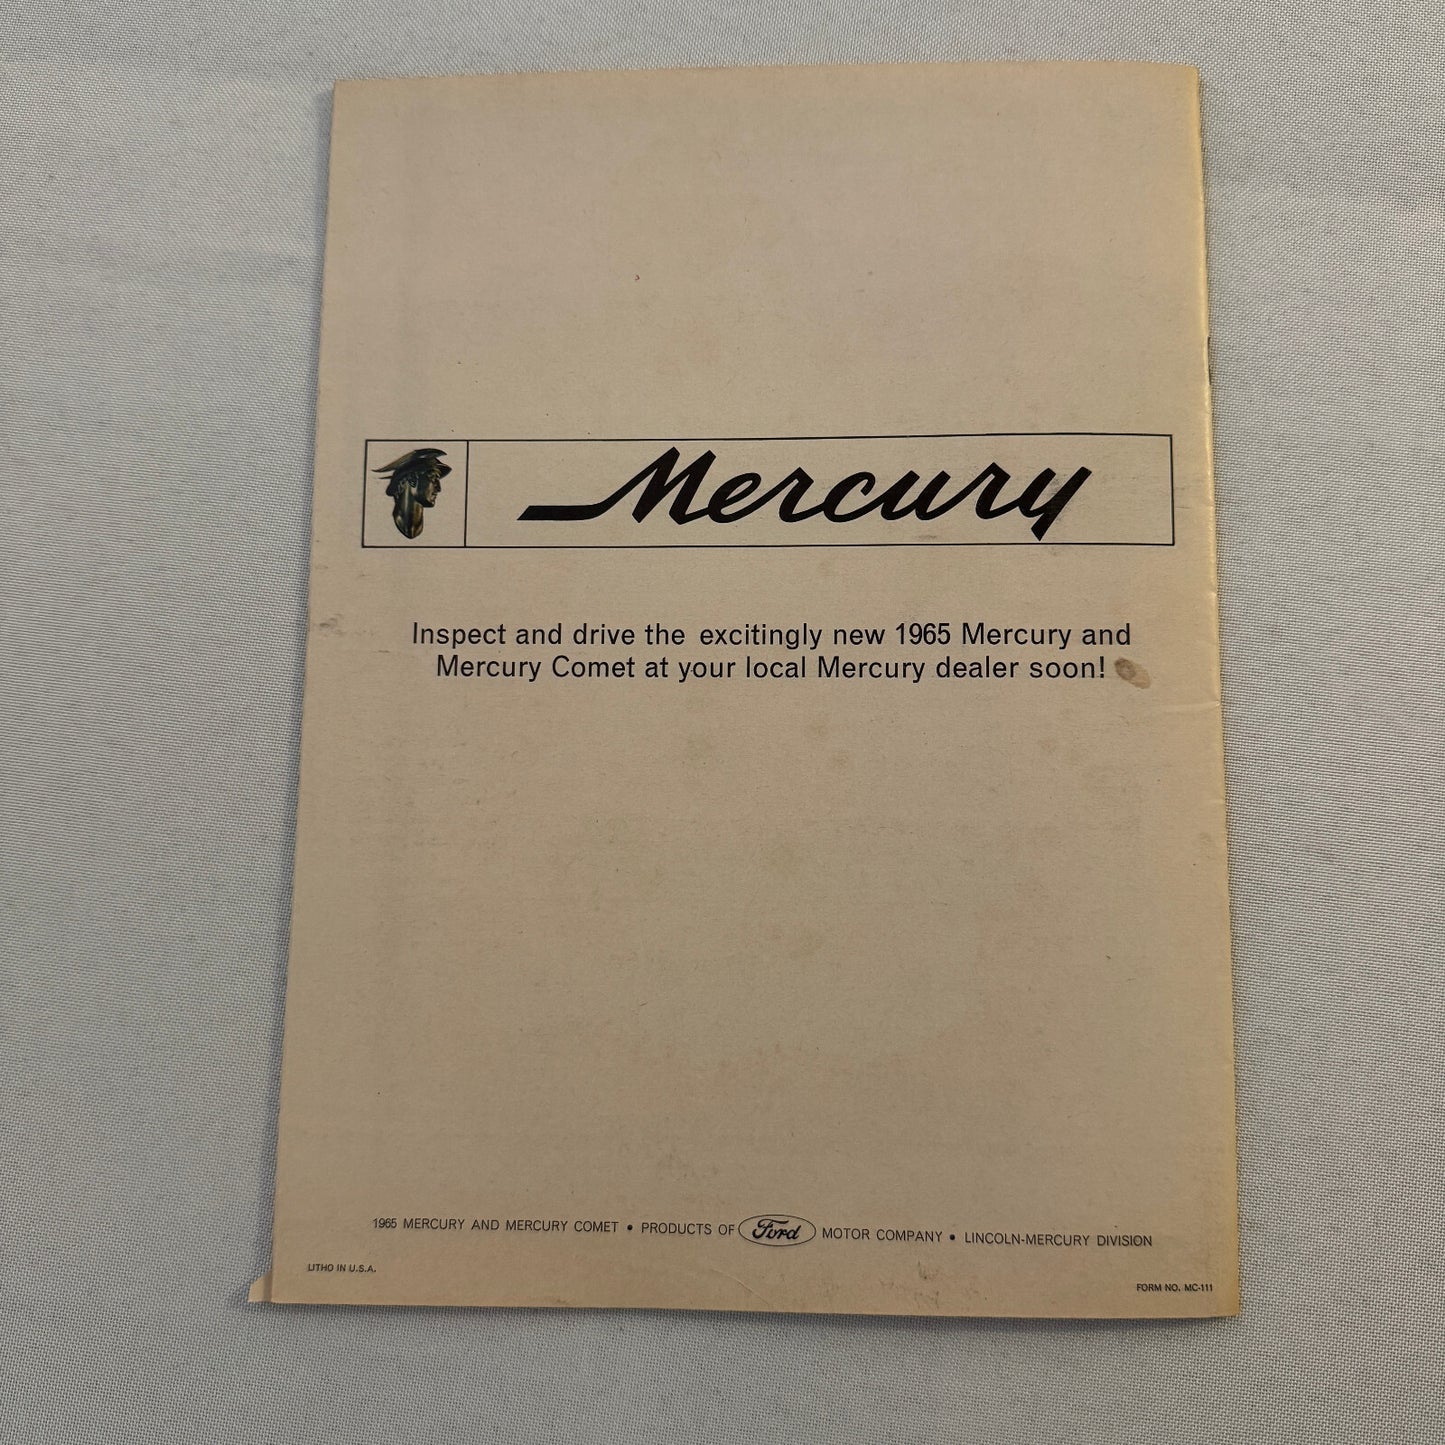 Mercury
Inspect and drive the excitingly new 1965 Mercury and
Mercury Comet at your local Mercury dealer soon!
1965 MERCURY AND MERCURY COMET • PRODUCTS OF Ford MOTOR COMPANY • LINCOLN-MERCURY DIVISION
LITHO IN U.S.A.
FORM NO. MC-111